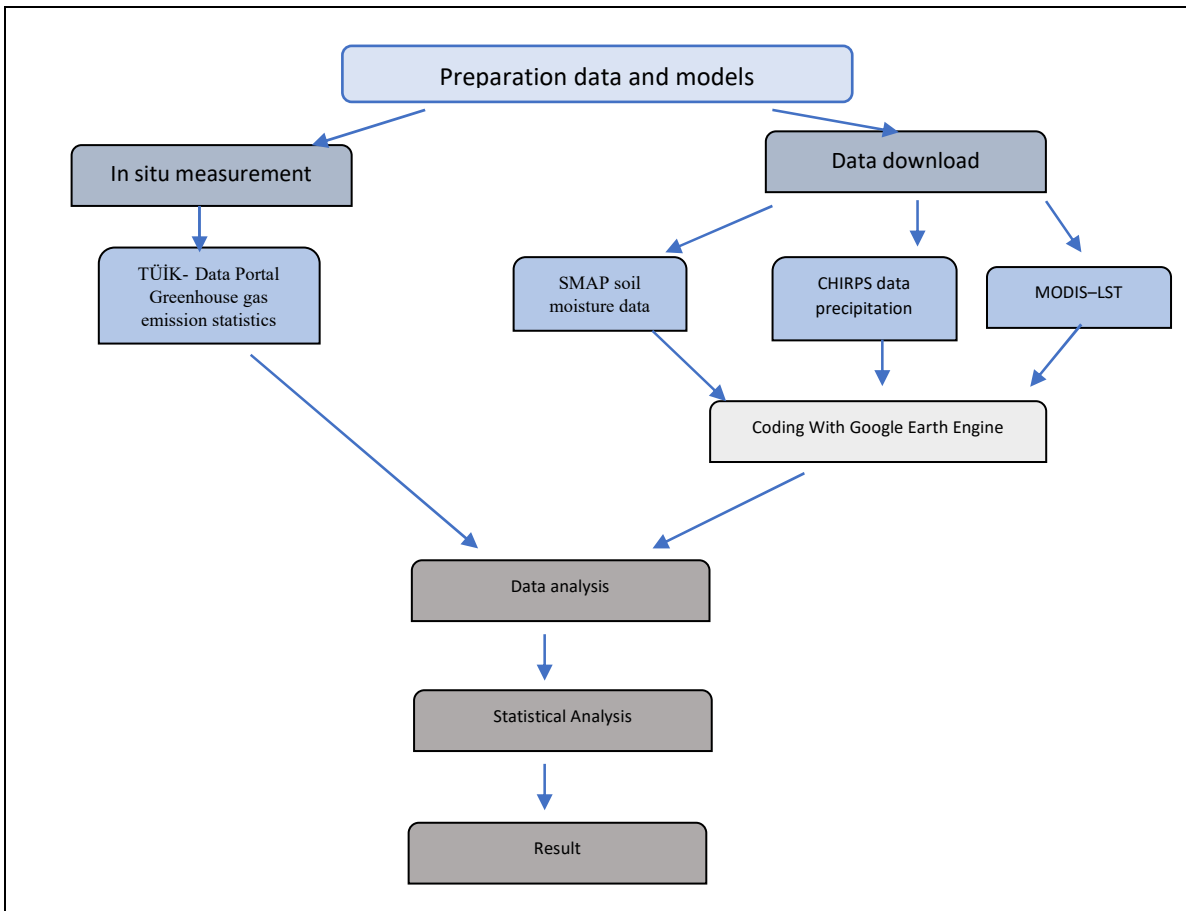 Preparation data and models
In situ measurement
Data download
TÜİK- Data Portal
Greenhouse gas
emission statistics
SMAP soil
moisture data
CHIRPS data
precipitation
MODIS–LST
Coding With Google Earth Engine
Data analysis
Statistical Analysis
Result